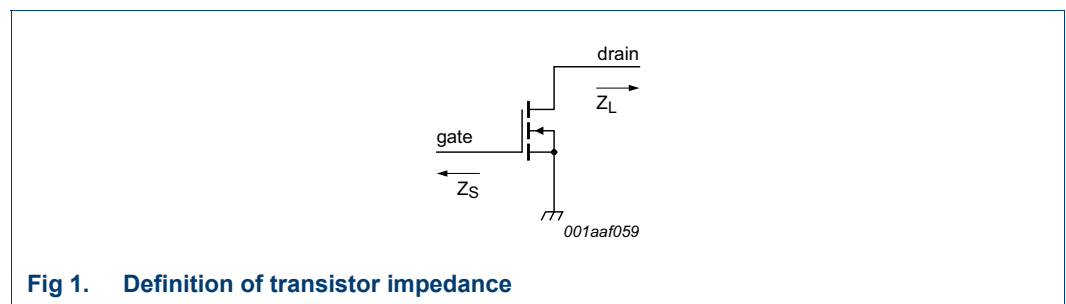 drain
Z_L
gate
Z_S
001aaf059
Fig 1. Definition of transistor impedance